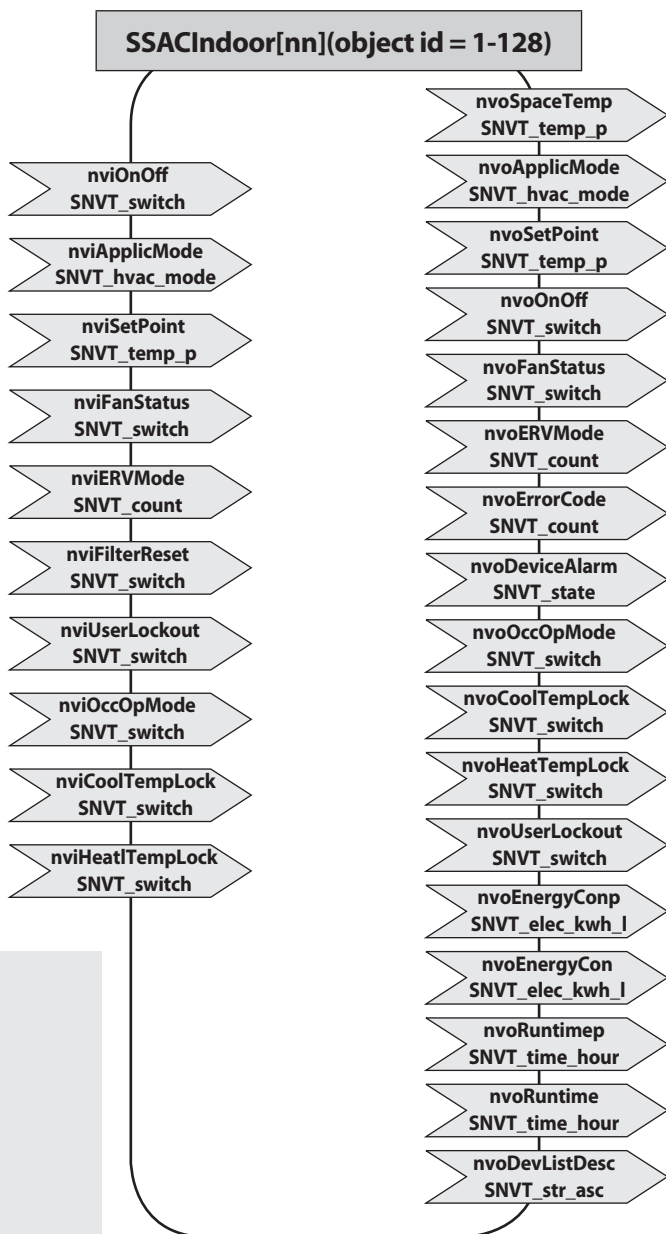 SSACIndoor[nn](object id = 1-128)
nviOnOff
SNVT_switch
nviApplicMode
SNVT_hvac_mode
nviSetPoint
SNVT_temp_p
nviFanStatus
SNVT_switch
nviERVMode
SNVT_count
nviFilterReset
SNVT_switch
nviUserLockout
SNVT_switch
nviOccOpMode
SNVT_switch
nviCoolTempLock
SNVT_switch
nviHeatlTempLock
SNVT_switch
nvoSpaceTemp
SNVT_temp_p
nvoApplicMode
SNVT_hvac_mode
nvoSetPoint
SNVT_temp_p
nvoOnOff
SNVT_switch
nvoFanStatus
SNVT_switch
nvoERVMode
SNVT_count
nvoErrorCode
SNVT_count
nvoDeviceAlarm
SNVT_state
nvoOccOpMode
SNVT_switch
nvoCoolTempLock
SNVT_switch
nvoHeatTempLock
SNVT_switch
nvoUserLockout
SNVT_switch
nvoEnergyConp
SNVT_elec_kwh_l
nvoEnergyCon
SNVT_elec_kwh_l
nvoRuntimep
SNVT_time_hour
nvoRuntime
SNVT_time_hour
nvoDevListDesc
SNVT_str_asc